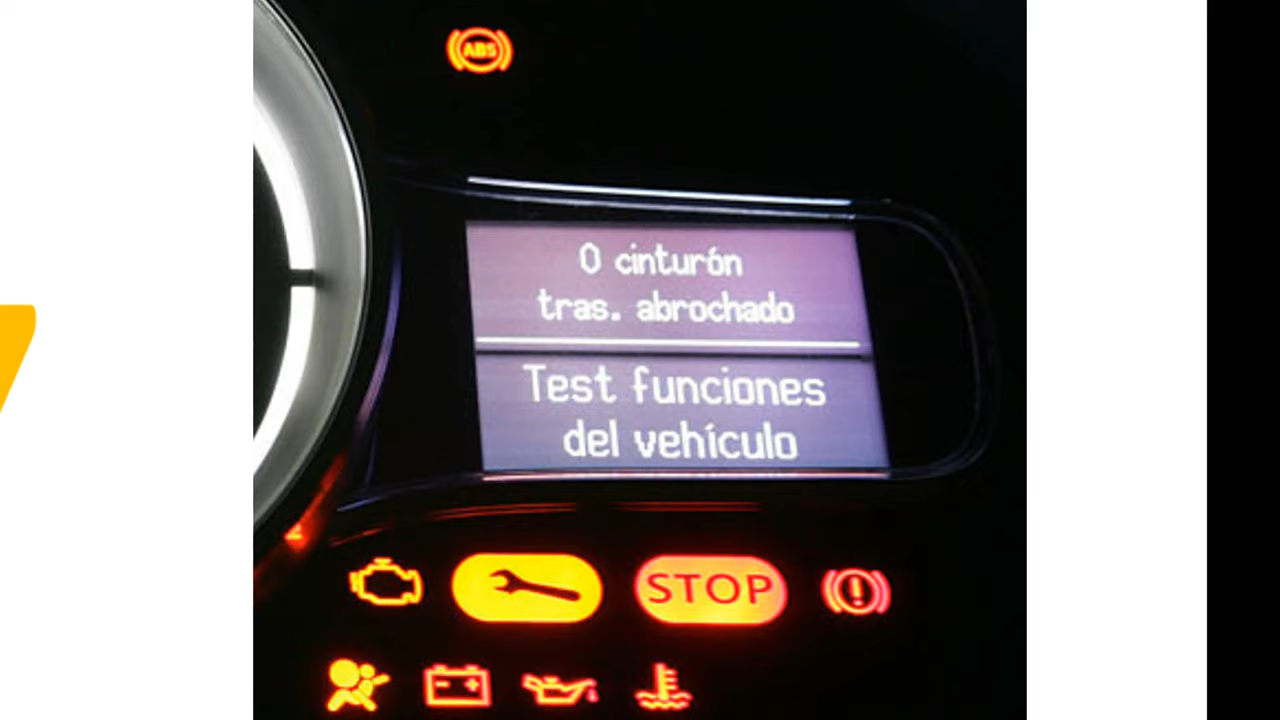 ABS
0 cinturón
tras. abrochado
Test funciones
del vehículo
STOP